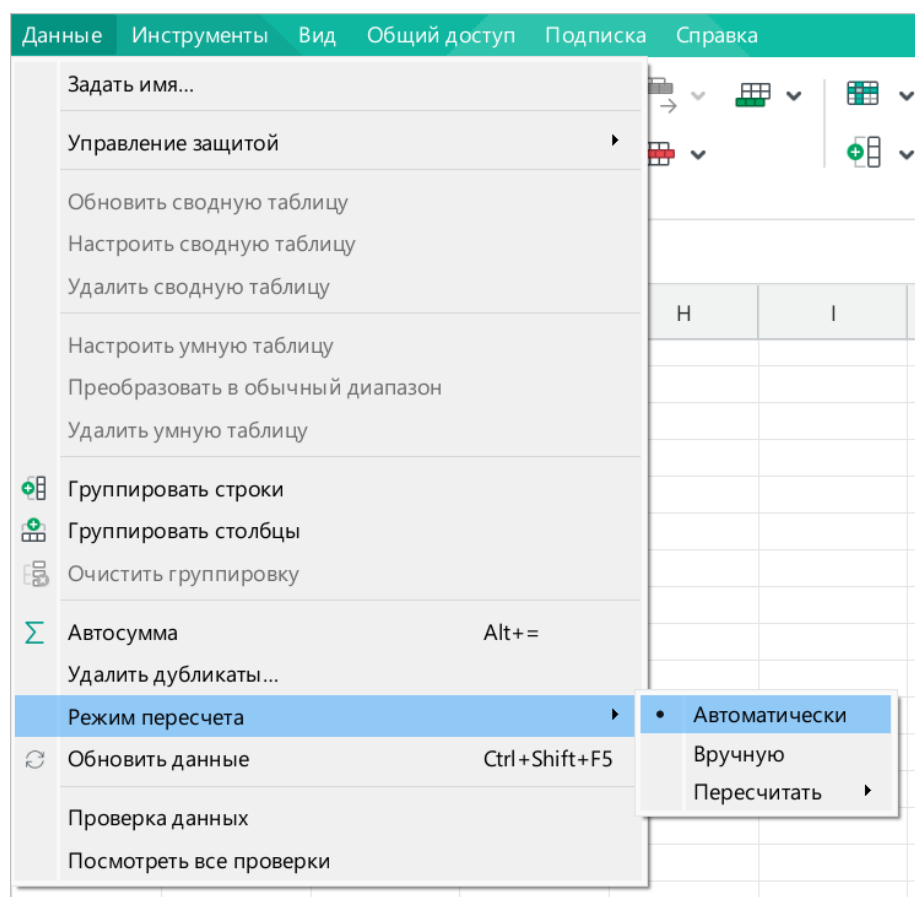 Данные Инструменты Вид Общий доступ Подписка Справка
Задать имя...
Управление защитой
Обновить сводную таблицу
Настроить сводную таблицу
Удалить сводную таблицу
H I
Настроить умную таблицу
Преобразовать в обычный диапазон
Удалить умную таблицу
Группировать строки
Группировать столбцы
Очистить группировку
Автосумма Alt+=
Удалить дубликаты...
Режим пересчета
Автоматически
Обновить данные Ctrl+Shift+F5
Вручную
Пересчитать
Проверка данных
Посмотреть все проверки